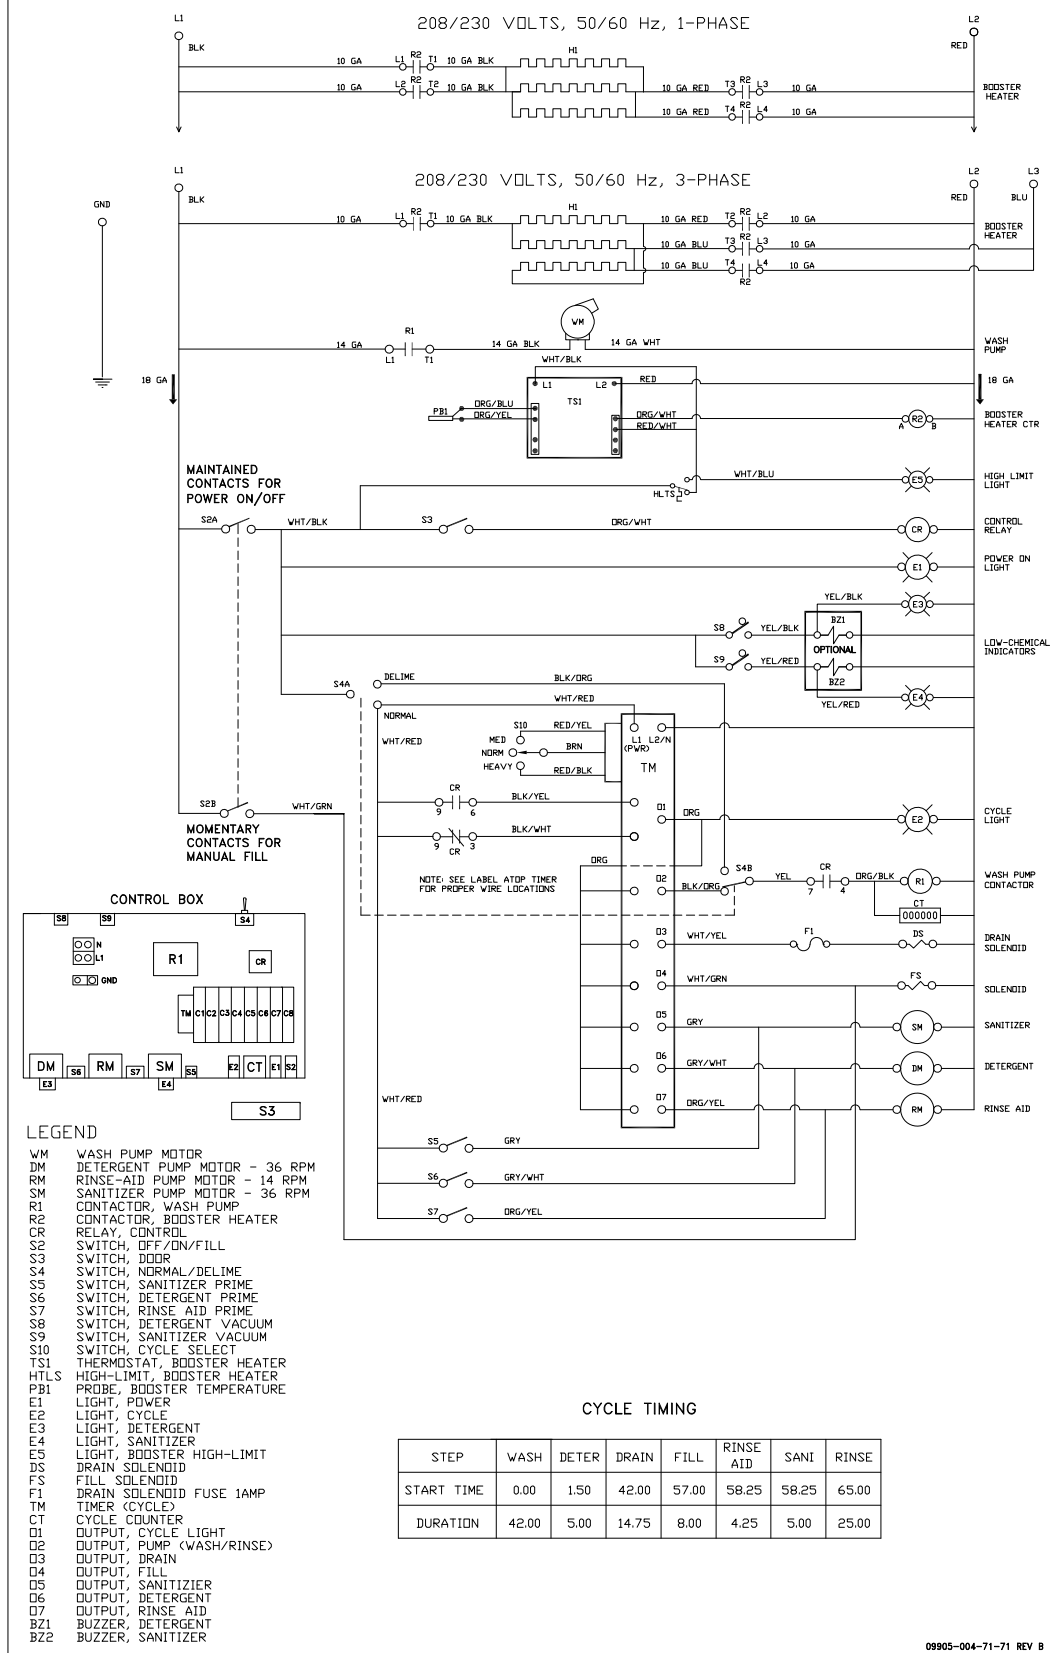 208/230 VOLTS, 50/60 Hz, 1-PHASE
L1
L2
BLK
RED
10 GA L1 R2 T1 10 GA BLK H1
10 GA L2 R2 T2 10 GA BLK 10 GA RED T3 R2 L3 10 GA
10 GA RED T4 R2 L4 10 GA
BOOSTER
HEATER
208/230 VOLTS, 50/60 Hz, 3-PHASE
L1
L2
L3
GND
BLK
RED
BLU
10 GA L1 R2 T1 10 GA BLK H1 10 GA RED T2 R2 L2 10 GA
10 GA BLU T3 R2 L3 10 GA
10 GA BLU T4 L4 10 GA
R2
BOOSTER
HEATER
WM
R1
14 GA L1 T1 14 GA BLK 14 GA WHT
WASH
PUMP
WHT/BLK
18 GA
18 GA
L1 L2 RED
TS1
PB1 ORG/BLU
ORG/YEL
ORG/WHT
RED/WHT
A R2 B
BOOSTER
HEATER CTR
MAINTAINED
CONTACTS FOR
POWER ON/OFF
WHT/BLU
HLTS
E5
HIGH LIMIT
LIGHT
S2A WHT/BLK S3 ORG/WHT CR
CONTROL
RELAY
E1
POWER ON
LIGHT
YEL/BLK E3
S8 YEL/BLK BZ1
OPTIONAL
S9 YEL/RED BZ2
YEL/RED E4
LOW-CHEMICAL
INDICATORS
S4A DELIME BLK/ORG
WHT/RED
NORMAL
WHT/RED
S10 RED/YEL
MED
NORM BRN
HEAVY RED/BLK
L1 L2/N
(PWR)
TM
S2B WHT/GRN
MOMENTARY
CONTACTS FOR
MANUAL FILL
CR
9 6 BLK/YEL
9 CR 3 BLK/WHT
O1 ORG E2
CYCLE
LIGHT
ORG
NOTE: SEE LABEL ATOP TIMER
FOR PROPER WIRE LOCATIONS
O2 BLK/ORG S4B YEL 7 CR 4 ORG/BLK R1
WASH PUMP
CONTACTOR
CT
000000
O3 WHT/YEL F1 DS
DRAIN
SOLENOID
O4 WHT/GRN FS
SOLENOID
O5 GRY SM
SANITIZER
O6 GRY/WHT DM
DETERGENT
O7 ORG/YEL RM
RINSE AID
WHT/RED
S5 GRY
S6 GRY/WHT
S7 ORG/YEL
CONTROL BOX
S8 S9 S4
N
L1
GND
R1
CR
TM C1 C2 C3 C4 C5 C6 C7 C8
DM S6 RM S7 SM S5 E2 CT E1 S2
E3 E4
S3
LEGEND
WM WASH PUMP MOTOR
DM DETERGENT PUMP MOTOR - 36 RPM
RM RINSE-AID PUMP MOTOR - 14 RPM
SM SANITIZER PUMP MOTOR - 36 RPM
R1 CONTACTOR, WASH PUMP
R2 CONTACTOR, BOOSTER HEATER
CR RELAY, CONTROL
S2 SWITCH, OFF/ON/FILL
S3 SWITCH, DOOR
S4 SWITCH, NORMAL/DELIME
S5 SWITCH, SANITIZER PRIME
S6 SWITCH, DETERGENT PRIME
S7 SWITCH, RINSE AID PRIME
S8 SWITCH, DETERGENT VACUUM
S9 SWITCH, SANITIZER VACUUM
S10 SWITCH, CYCLE SELECT
TS1 THERMOSTAT, BOOSTER HEATER
HTLS HIGH-LIMIT, BOOSTER HEATER
PB1 PROBE, BOOSTER TEMPERATURE
E1 LIGHT, POWER
E2 LIGHT, CYCLE
E3 LIGHT, DETERGENT
E4 LIGHT, SANITIZER
E5 LIGHT, BOOSTER HIGH-LIMIT
DS DRAIN SOLENOID
FS FILL SOLENOID
F1 DRAIN SOLENOID FUSE 1AMP
TM TIMER (CYCLE)
CT CYCLE COUNTER
O1 OUTPUT, CYCLE LIGHT
O2 OUTPUT, PUMP (WASH/RINSE)
O3 OUTPUT, DRAIN
O4 OUTPUT, FILL
O5 OUTPUT, SANITIZIER
O6 OUTPUT, DETERGENT
O7 OUTPUT, RINSE AID
BZ1 BUZZER, DETERGENT
BZ2 BUZZER, SANITIZER
CYCLE TIMING
STEP WASH DETER DRAIN FILL RINSE AID SANI RINSE
START TIME 0.00 1.50 42.00 57.00 58.25 58.25 65.00
DURATION 42.00 5.00 14.75 8.00 4.25 5.00 25.00
09905-004-71-71 REV B